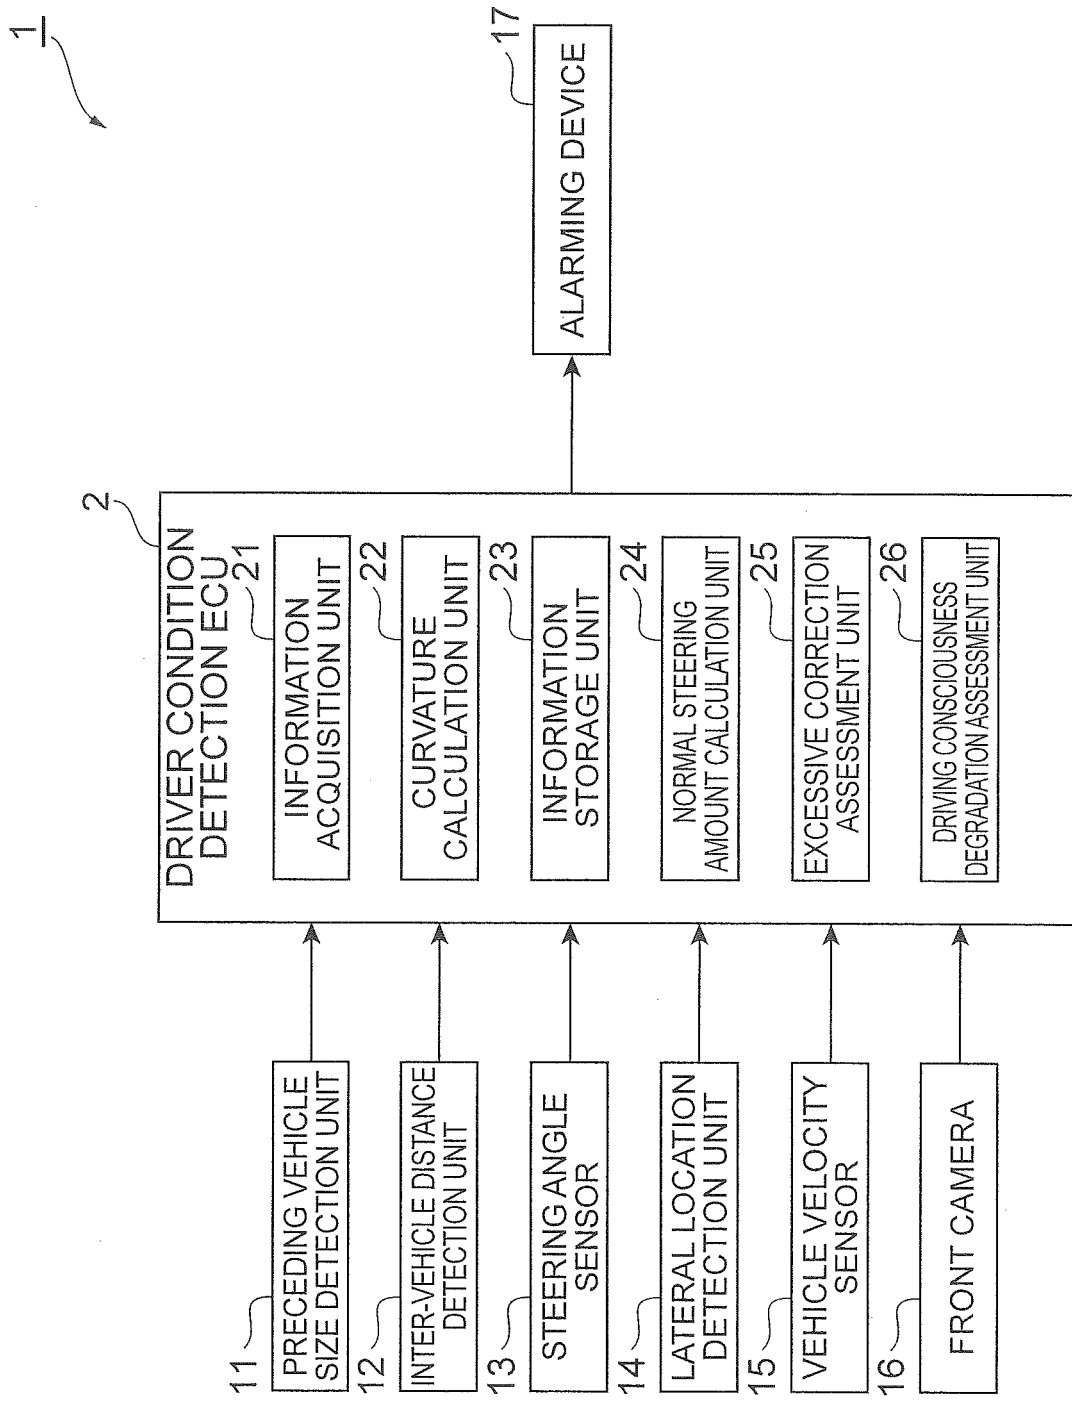 1
2
DRIVER CONDITION
DETECTION ECU
11
PRECEDING VEHICLE
SIZE DETECTION UNIT
12
INTER-VEHICLE DISTANCE
DETECTION UNIT
13
STEERING ANGLE
SENSOR
14
LATERAL LOCATION
DETECTION UNIT
15
VEHICLE VELOCITY
SENSOR
16
FRONT CAMERA
21
INFORMATION
ACQUISITION UNIT
22
CURVATURE
CALCULATION UNIT
23
INFORMATION
STORAGE UNIT
24
NORMAL STEERING
AMOUNT CALCULATION UNIT
25
EXCESSIVE CORRECTION
ASSESSMENT UNIT
26
DRIVING CONSCIOUSNESS
DEGRADATION ASSESSMENT UNIT
17
ALARMING DEVICE